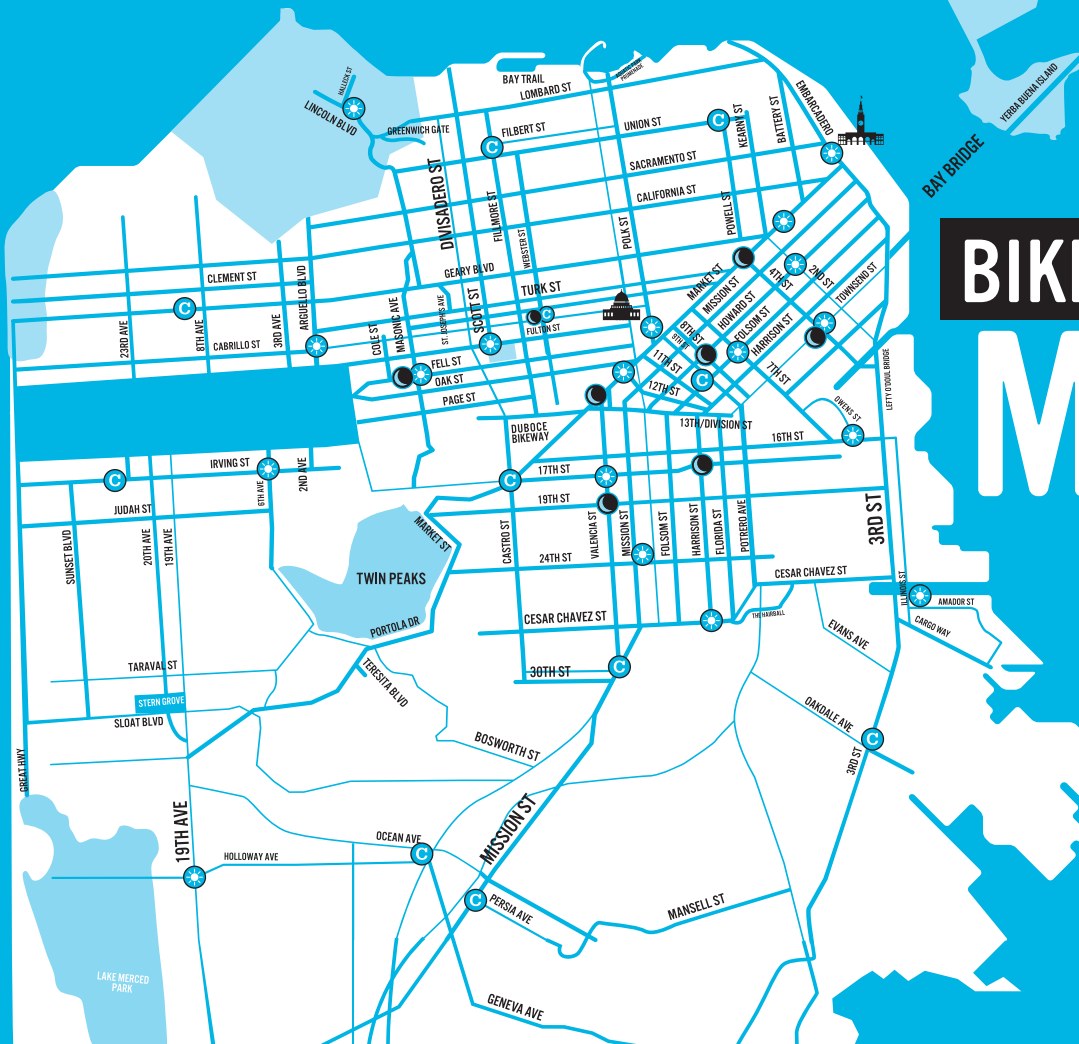 HALLECK ST
LINCOLN BLVD
GREENWICH GATE
BAY TRAIL
LOMBARD ST
PROMENADE
FILBERT ST
UNION ST
KEARNY ST
BATTERY ST
EMBARCADERO
YERBA BUENA ISLAND
BAY BRIDGE
SACRAMENTO ST
CALIFORNIA ST
DIVISADERO ST
FILLMORE ST
WEBSTER ST
POLK ST
POWELL ST
BIKE
M
CLEMENT ST
GEARY BLVD
TURK ST
FULTON ST
ARGUELLO BLVD
23RD AVE
8TH AVE
3RD AVE
CABRILLO ST
COLE ST
MASONIC AVE
ST. JOSEPH'S AVE
SCOTT ST
FELL ST
OAK ST
PAGE ST
MARKET ST
MISSION ST
HOWARD ST
FOLSOM ST
HARRISON ST
4TH ST
2ND ST
TOWNSEND ST
8TH ST
9TH ST
11TH ST
12TH ST
7TH ST
LEFTY O'DOUL BRIDGE
OWENS ST
13TH/DIVISION ST
DUBOCE
BIKEWAY
16TH ST
17TH ST
19TH ST
IRVING ST
6TH AVE
2ND AVE
JUDAH ST
SUNSET BLVD
20TH AVE
19TH AVE
MARKET ST
CASTRO ST
VALENCIA ST
MISSION ST
FOLSOM ST
HARRISON ST
FLORIDA ST
POTRERO AVE
3RD ST
24TH ST
TWIN PEAKS
PORTOLA DR
CESAR CHAVEZ ST
CESAR CHAVEZ ST
THE HAIRBALL
ILLINOIS ST
AMADOR ST
CARGO WAY
EVANS AVE
TARAVAL ST
30TH ST
TERESITA BLVD
STERN GROVE
SLOAT BLVD
OAKDALE AVE
BOSWORTH ST
3RD ST
GREAT HWY
19TH AVE
OCEAN AVE
MISSION ST
HOLLOWAY AVE
PERSIA AVE
MANSELL ST
LAKE MERCED
PARK
GENEVA AVE
C
C
C
C
C
C
C
C
C
C
C